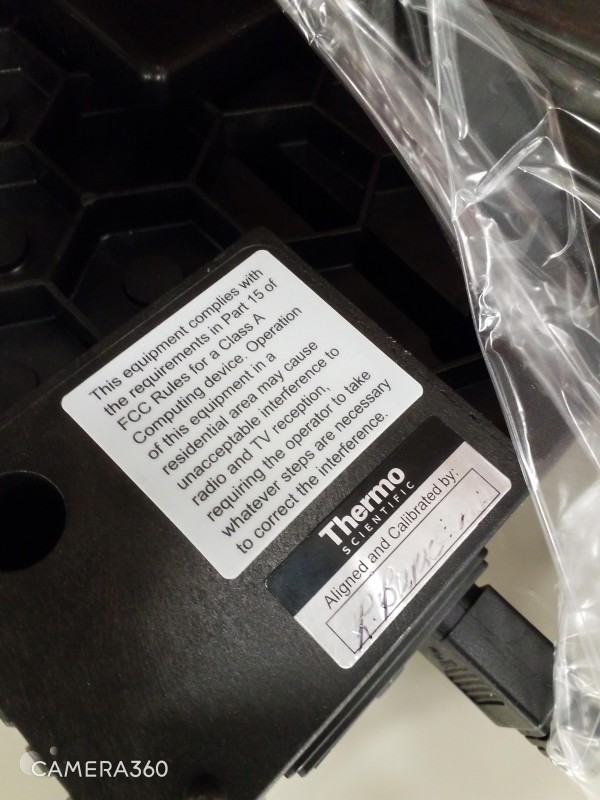 This equipment complies with
the requirements in Part 15 of
FCC Rules for a Class A
Computing device. Operation
of this equipment in a
residential area may cause
unacceptable interference to
radio and TV reception,
requiring the operator to take
whatever steps are necessary
to correct the interference.
Thermo
SCIENTIFIC
Aligned and Calibrated by:
CAMERA360